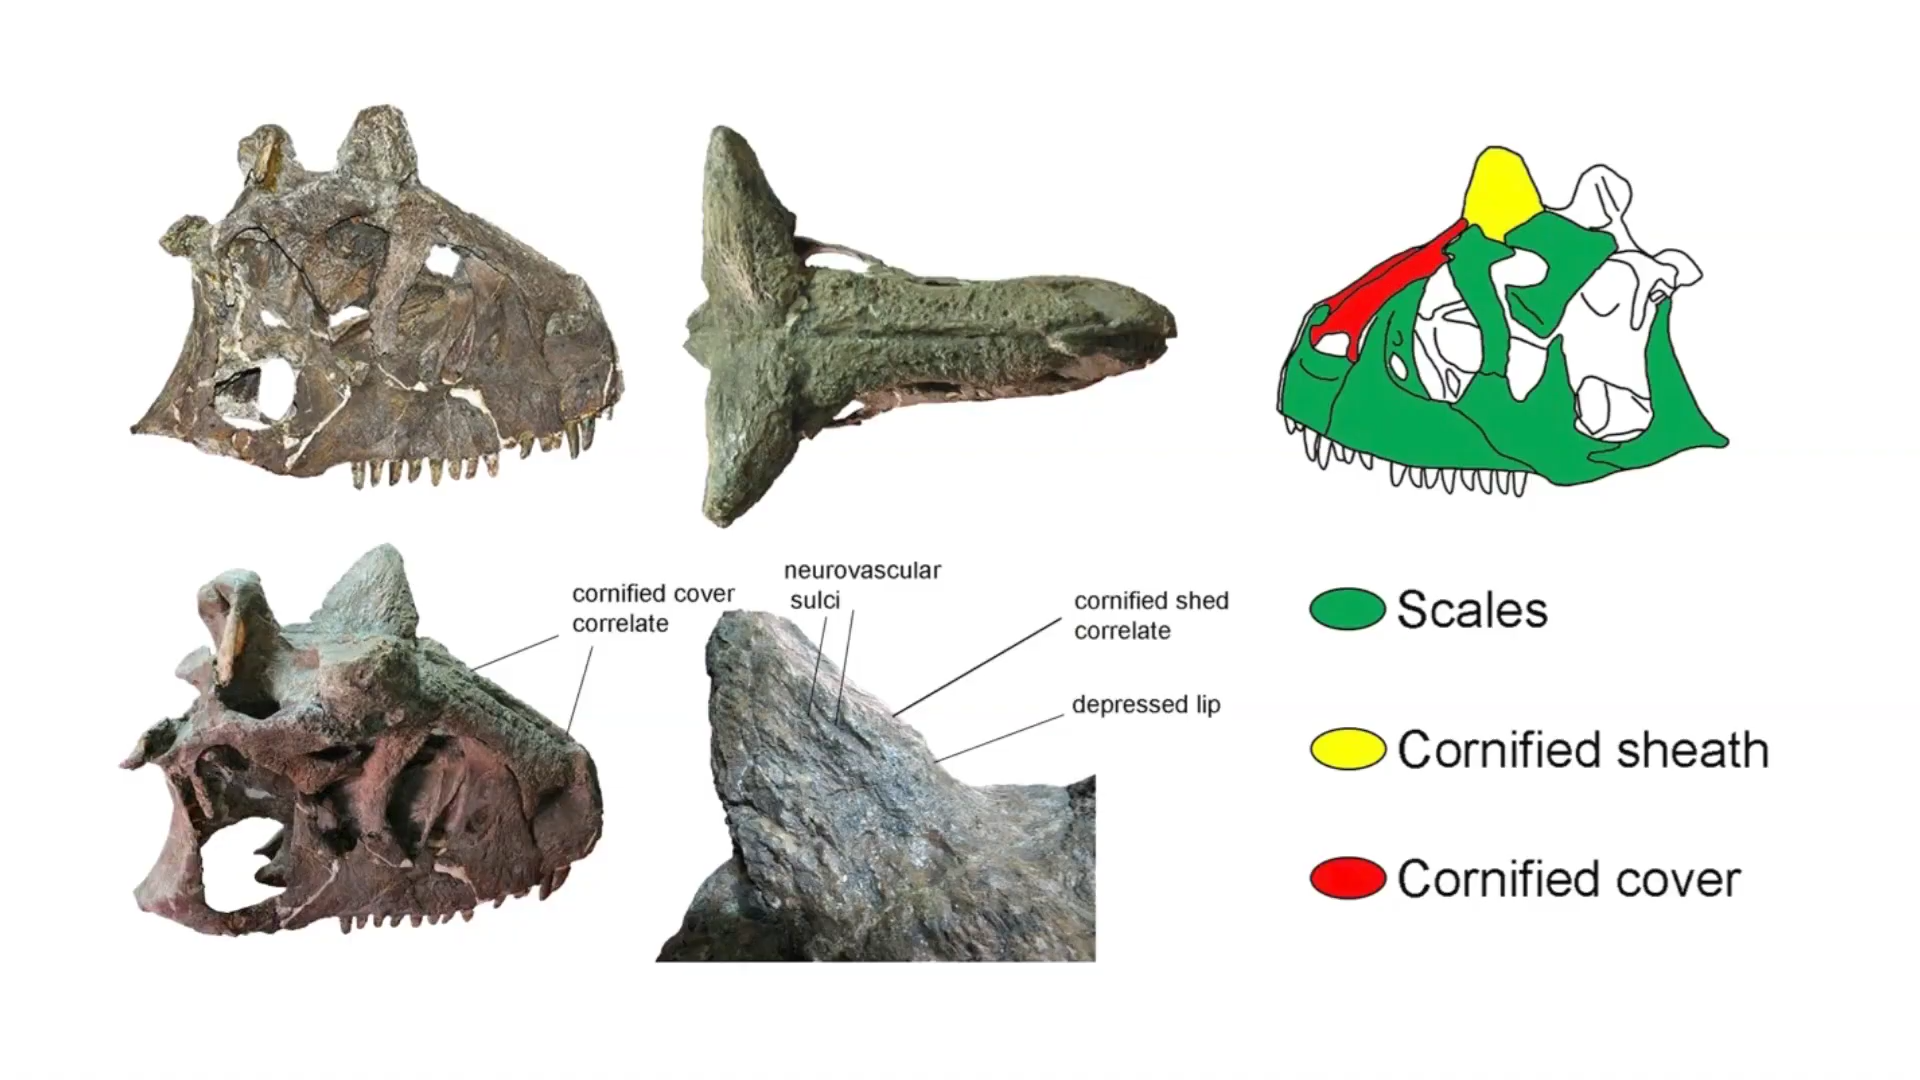 cornified cover
correlate
neurovascular
sulci
cornified shed
correlate
depressed lip
Scales
Cornified sheath
Cornified cover